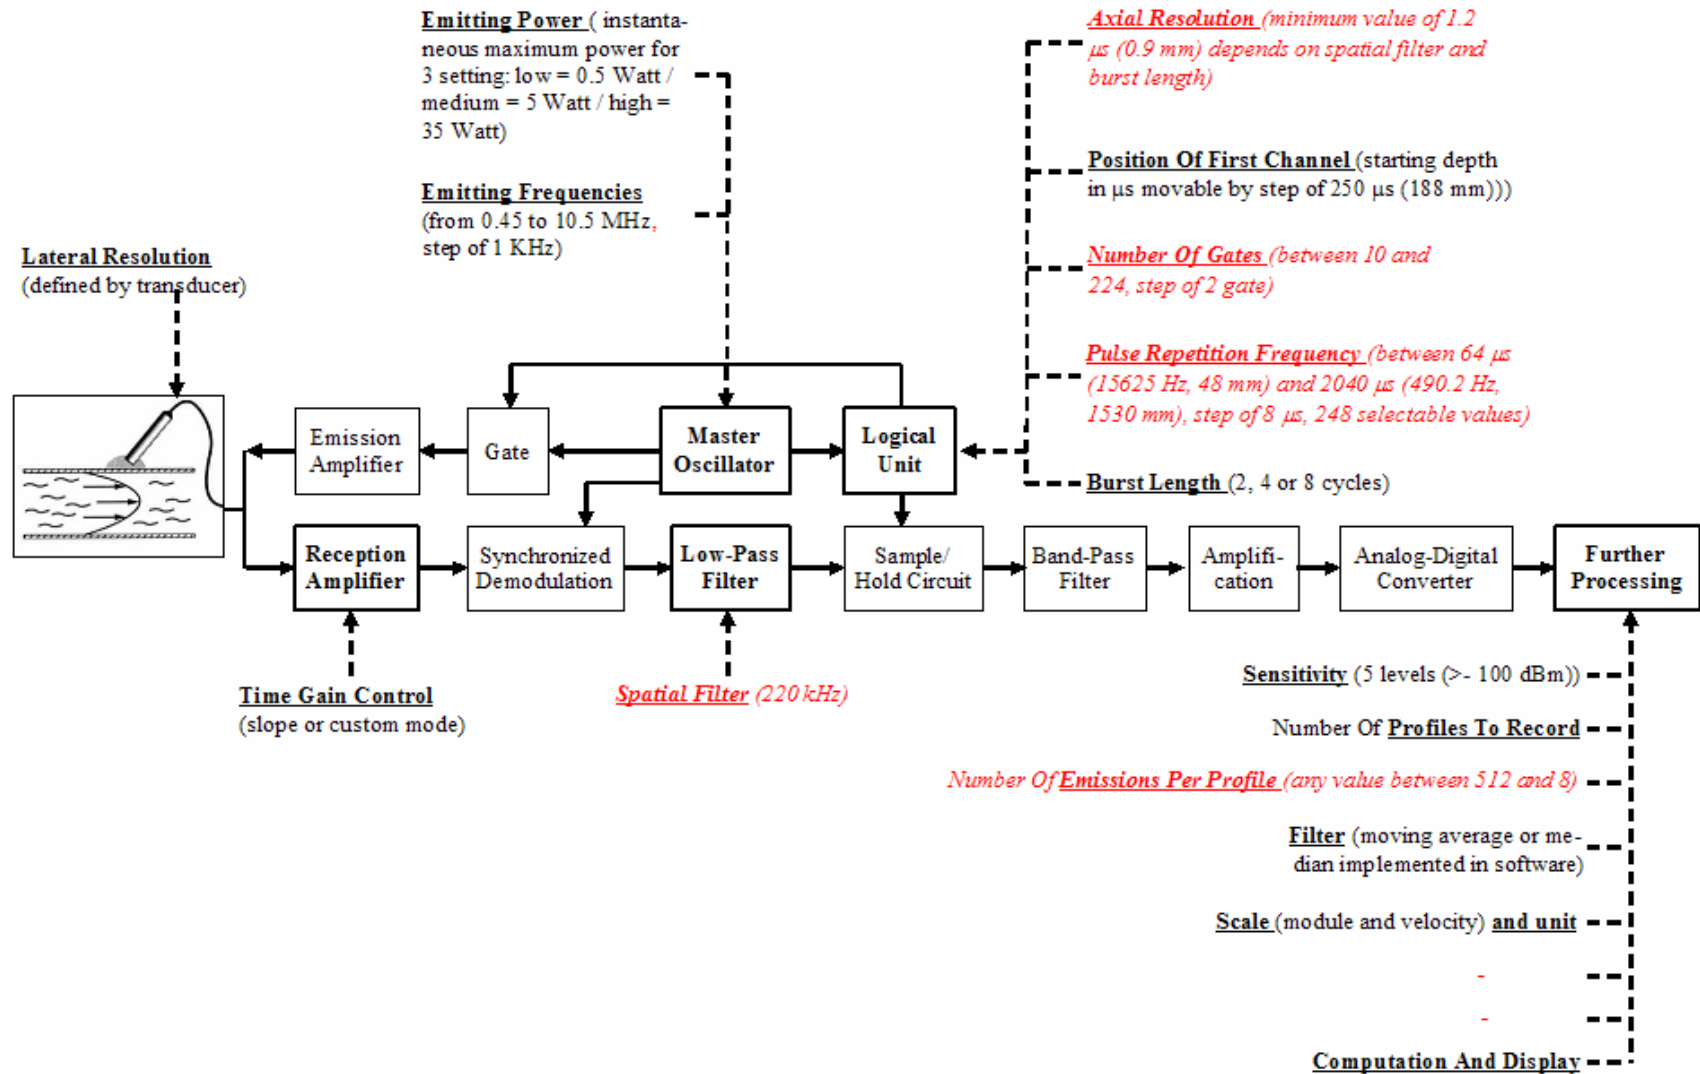 Emitting Power ( instanta-
neous maximum power for
3 setting: low = 0.5 Watt /
medium = 5 Watt / high =
35 Watt)
Emitting Frequencies
(from 0.45 to 10.5 MHz,
step of 1 KHz)
Axial Resolution (minimum value of 1.2
µs (0.9 mm) depends on spatial filter and
burst length)
Position Of First Channel (starting depth
in µs movable by step of 250 µs (188 mm)))
Number Of Gates (between 10 and
224, step of 2 gate)
Pulse Repetition Frequency (between 64 µs
(15625 Hz, 48 mm) and 2040 µs (490.2 Hz,
1530 mm), step of 8 µs, 248 selectable values)
Burst Length (2, 4 or 8 cycles)
Lateral Resolution
(defined by transducer)
Emission
Amplifier
Gate
Master
Oscillator
Logical
Unit
Reception
Amplifier
Synchronized
Demodulation
Low-Pass
Filter
Sample/
Hold Circuit
Band-Pass
Filter
Amplifi-
cation
Analog-Digital
Converter
Further
Processing
Time Gain Control
(slope or custom mode)
Spatial Filter (220 kHz)
Sensitivity (5 levels (>- 100 dBm))
Number Of Profiles To Record
Number Of Emissions Per Profile (any value between 512 and 8)
Filter (moving average or me-
dian implemented in software)
Scale (module and velocity) and unit
-
-
Computation And Display